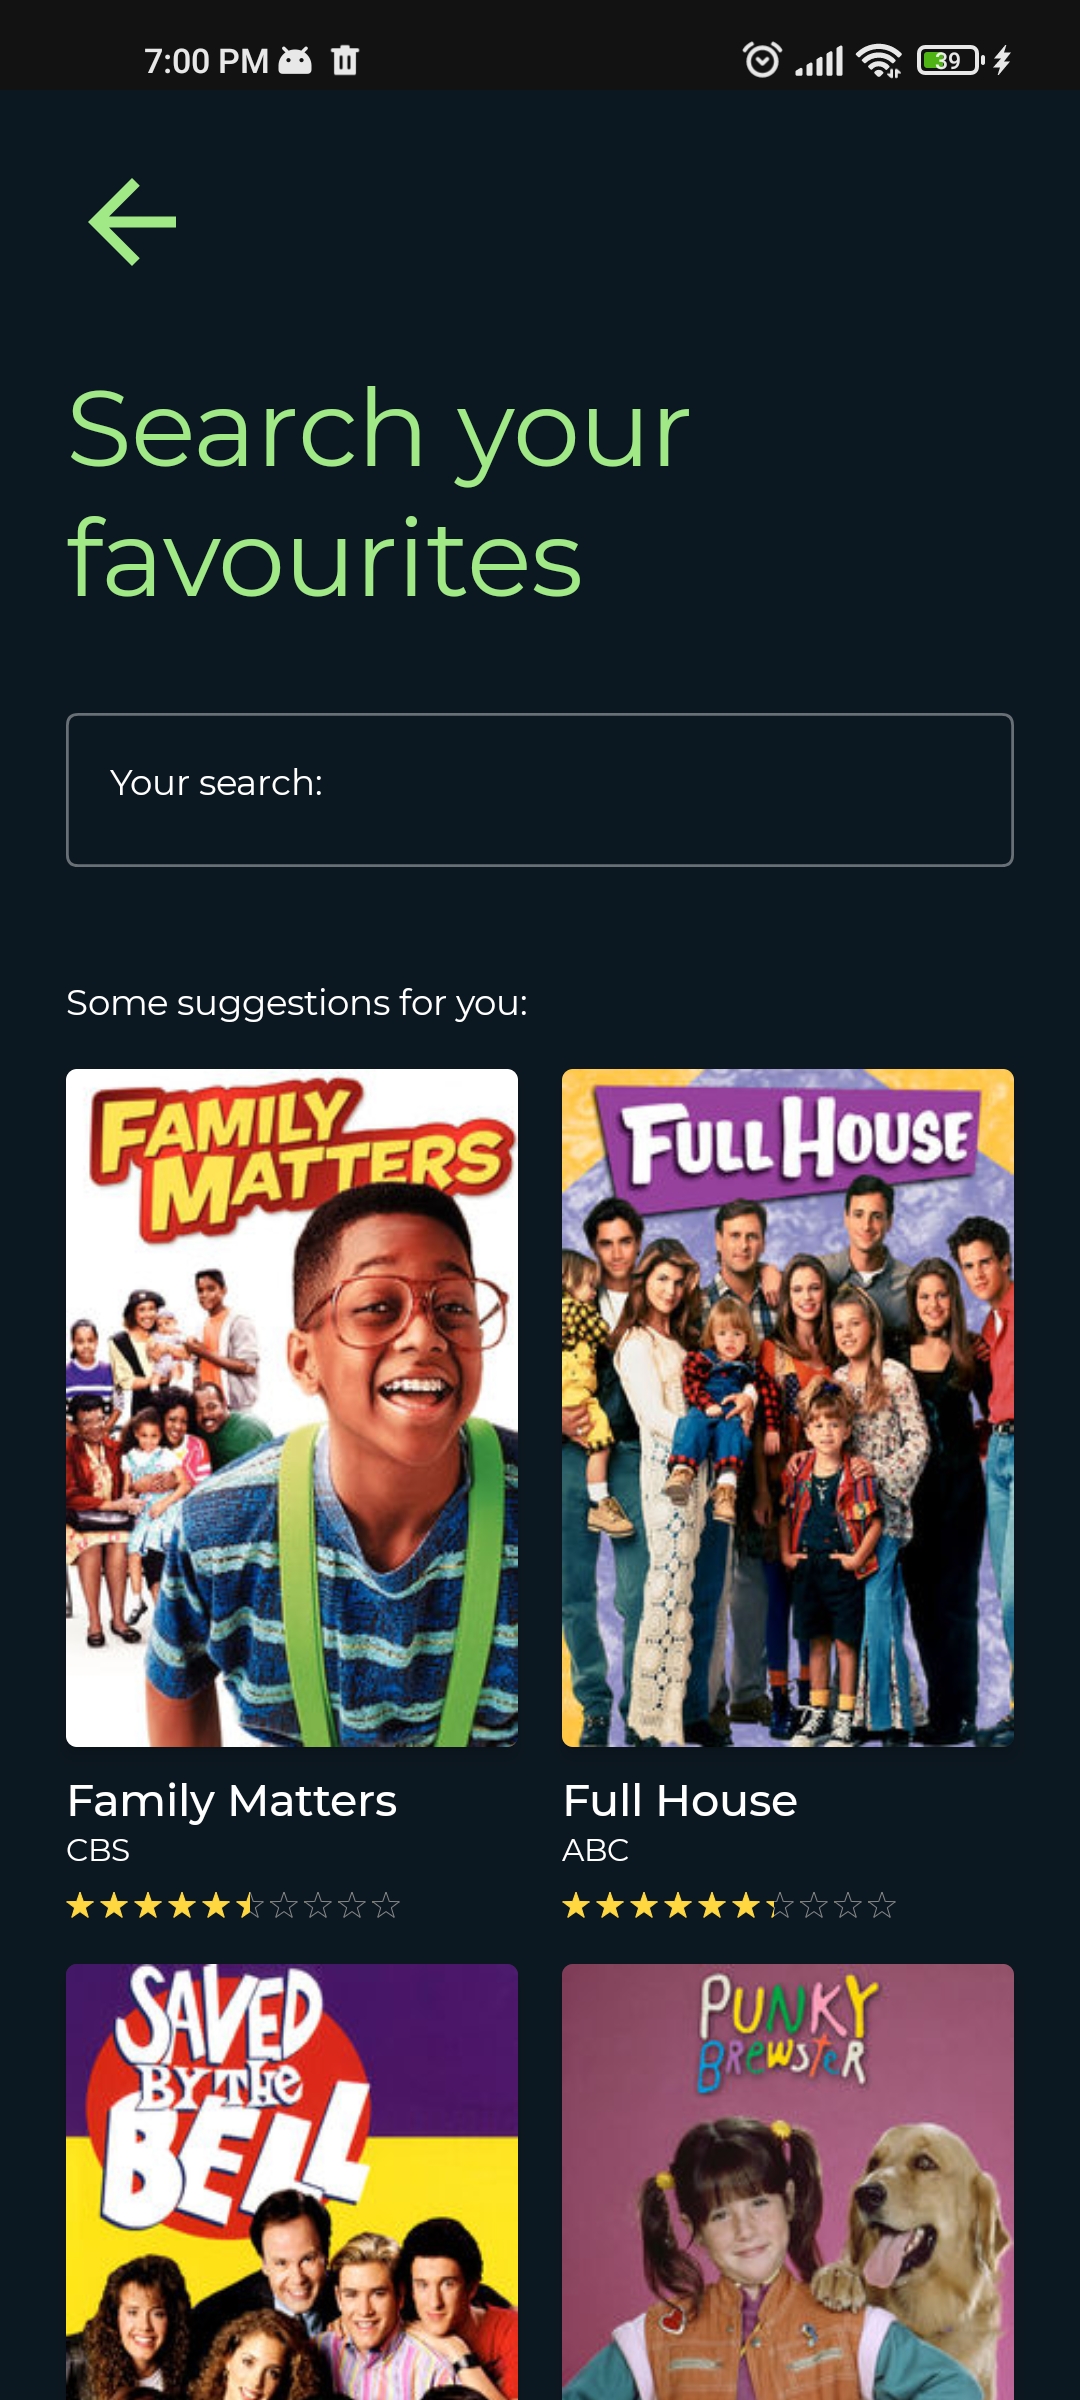 7:00 PM
39
Search your
favourites
Your search:
Some suggestions for you:
FAMILY
MATTERS
FULL HOUSE
Family Matters
CBS
Full House
ABC
SAVED
BY THE
BELL
PUNKY
BREWSTER